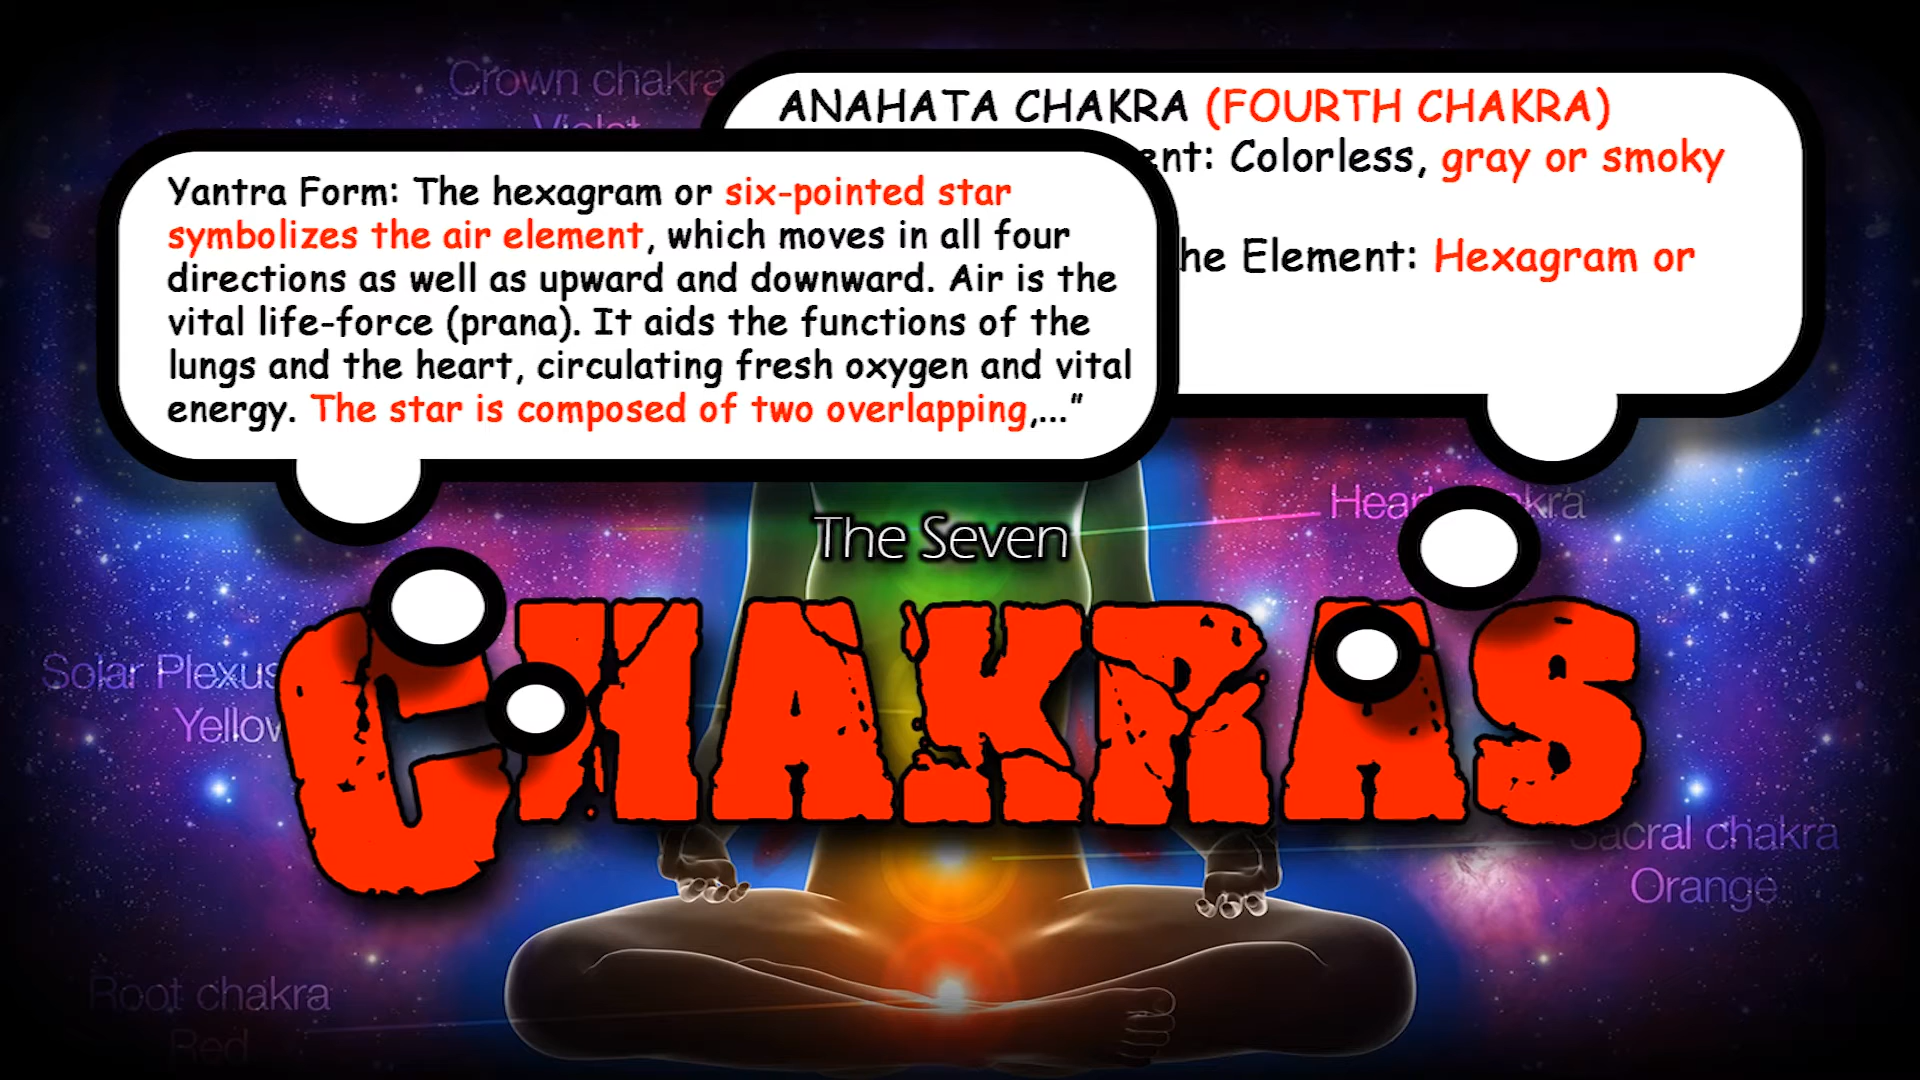 Crown chakra
Violet
ANAHATA CHAKRA (FOURTH CHAKRA)
Colorless, gray or smoky
Element: Hexagram or
Yantra Form: The hexagram or six-pointed star
symbolizes the air element, which moves in all four
directions as well as upward and downward. Air is the
vital life-force (prana). It aids the functions of the
lungs and the heart, circulating fresh oxygen and vital
energy. The star is composed of two overlapping,..."
Heart chakra
The Seven
CHAKRAS
Solar Plexus
Yellow
Sacral chakra
Orange
Root chakra
Red